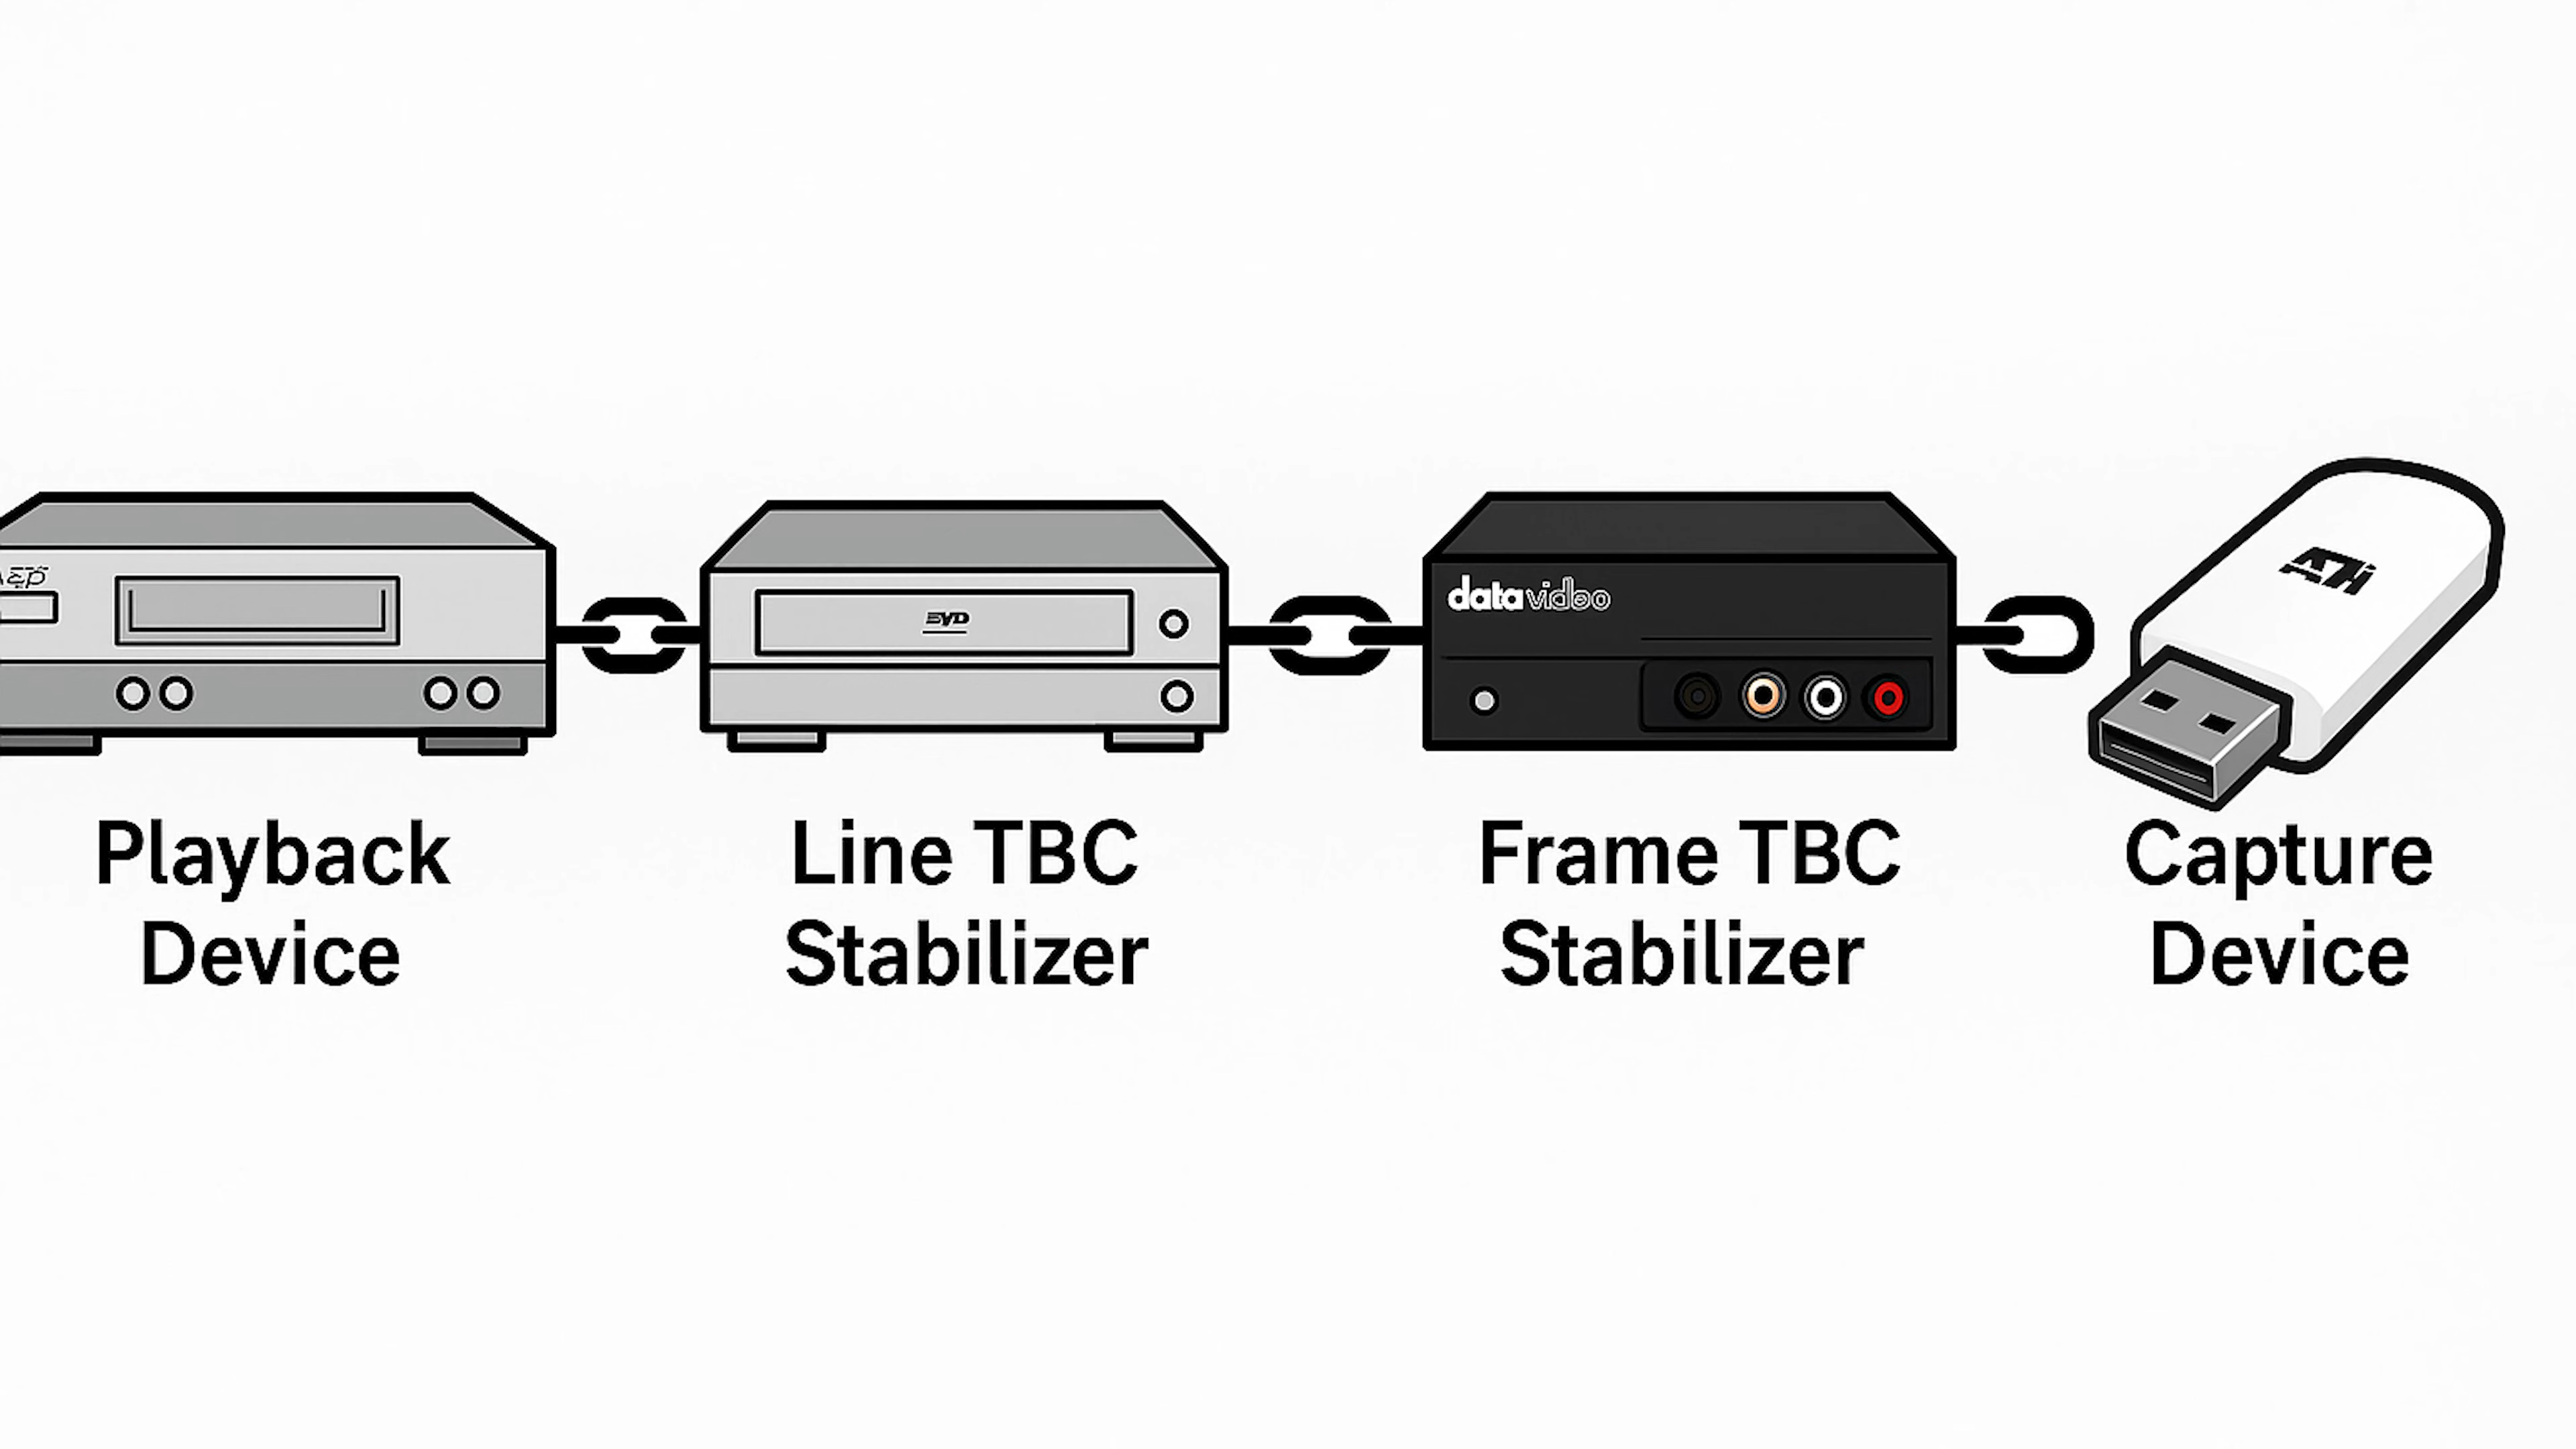 datavideo
Playback
Device
Line TBC
Stabilizer
Frame TBC
Stabilizer
Capture
Device